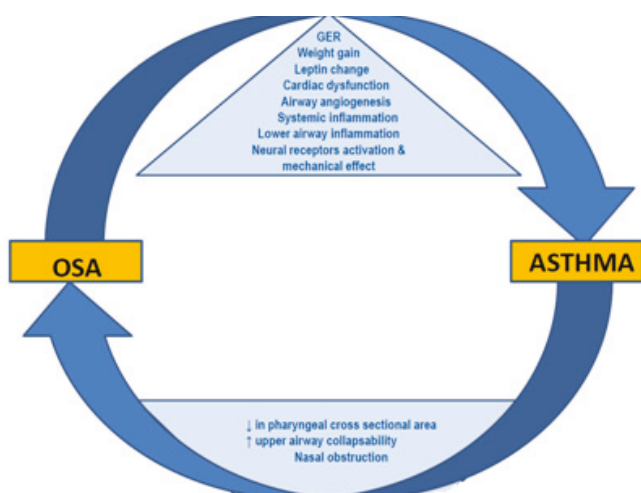 GER
Weight gain
Leptin change
Cardiac dysfunction
Airway angiogenesis
Systemic inflammation
Lower airway inflammation
Neural receptors activation &
mechanical effect
OSA
ASTHMA
↓ in pharyngeal cross sectional area
↑ upper airway collapsability
Nasal obstruction